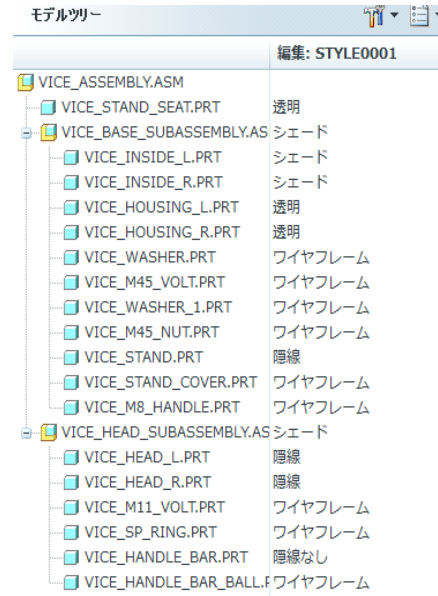 モデルツリー
編集: STYLE0001
VICE_ASSEMBLY.ASM
VICE_STAND_SEAT.PRT 透明
VICE_BASE_SUBASSEMBLY.AS シェード
VICE_INSIDE_L.PRT シェード
VICE_INSIDE_R.PRT シェード
VICE_HOUSING_L.PRT 透明
VICE_HOUSING_R.PRT 透明
VICE_WASHER.PRT ワイヤフレーム
VICE_M45_VOLT.PRT ワイヤフレーム
VICE_WASHER_1.PRT ワイヤフレーム
VICE_M45_NUT.PRT ワイヤフレーム
VICE_STAND.PRT 隠線
VICE_STAND_COVER.PRT ワイヤフレーム
VICE_M8_HANDLE.PRT ワイヤフレーム
VICE_HEAD_SUBASSEMBLY.AS シェード
VICE_HEAD_L.PRT 隠線
VICE_HEAD_R.PRT 隠線
VICE_M11_VOLT.PRT ワイヤフレーム
VICE_SP_RING.PRT ワイヤフレーム
VICE_HANDLE_BAR.PRT 隠線なし
VICE_HANDLE_BAR_BALL.F ワイヤフレーム